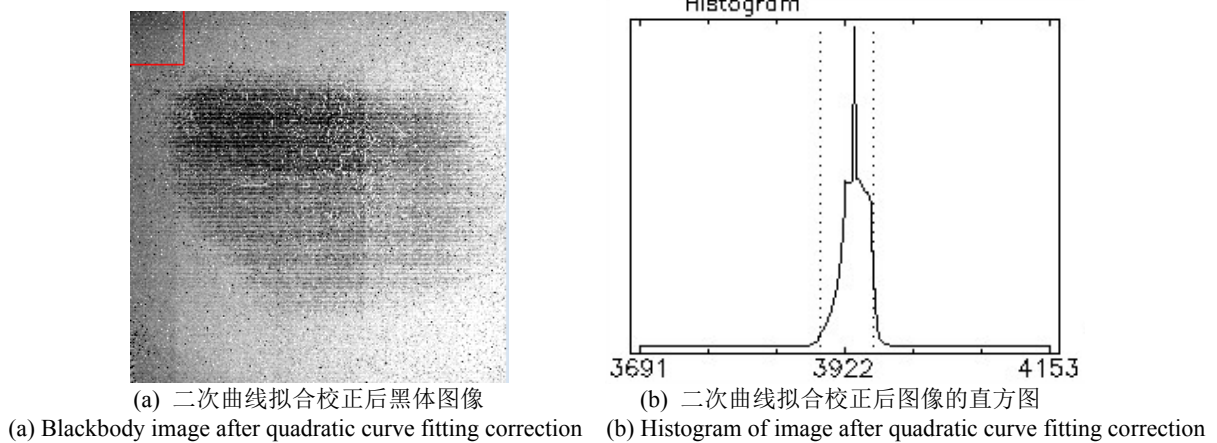 Histogram
3691 3922 4153
(a) 二次曲线拟合校正后黑体图像 (b) 二次曲线拟合校正后图像的直方图
(a) Blackbody image after quadratic curve fitting correction (b) Histogram of image after quadratic curve fitting correction